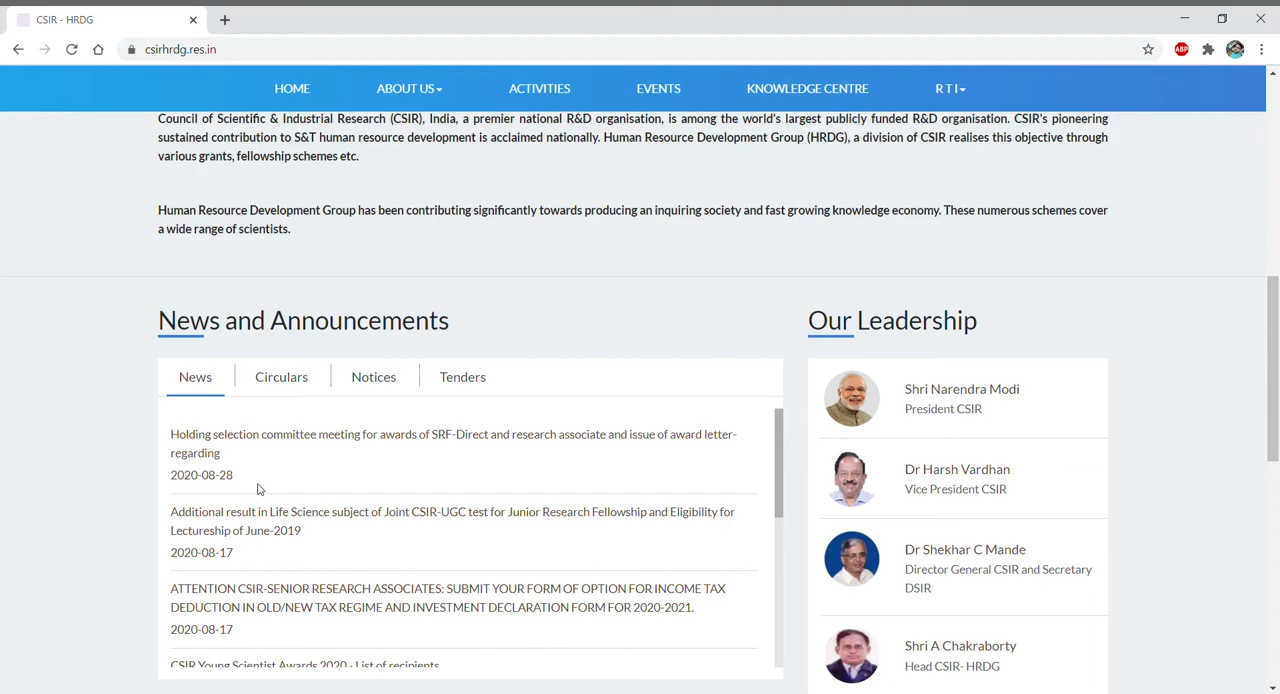 CSIR - HRDG
csirhrdg.res.in
ABP
HOME ABOUT US ACTIVITIES EVENTS KNOWLEDGE CENTRE R T I
Council of Scientific & Industrial Research (CSIR), India, a premier national R&D organisation, is among the world's largest publicly funded R&D organisation. CSIR's pioneering
sustained contribution to S&T human resource development is acclaimed nationally. Human Resource Development Group (HRDG), a division of CSIR realises this objective through
various grants, fellowship schemes etc.
Human Resource Development Group has been contributing significantly towards producing an inquiring society and fast growing knowledge economy. These numerous schemes cover
a wide range of scientists.
News and Announcements
News Circulars Notices Tenders
Holding selection committee meeting for awards of SRF-Direct and research associate and issue of award letter-
regarding
2020-08-28
Additional result in Life Science subject of Joint CSIR-UGC test for Junior Research Fellowship and Eligibility for
Lectureship of June-2019
2020-08-17
ATTENTION CSIR-SENIOR RESEARCH ASSOCIATES: SUBMIT YOUR FORM OF OPTION FOR INCOME TAX
DEDUCTION IN OLD/NEW TAX REGIME AND INVESTMENT DECLARATION FORM FOR 2020-2021.
2020-08-17
CSIR Young Scientist Awards 2020 - List of recipients
Our Leadership
Shri Narendra Modi
President CSIR
Dr Harsh Vardhan
Vice President CSIR
Dr Shekhar C Mande
Director General CSIR and Secretary
DSIR
Shri A Chakraborty
Head CSIR- HRDG